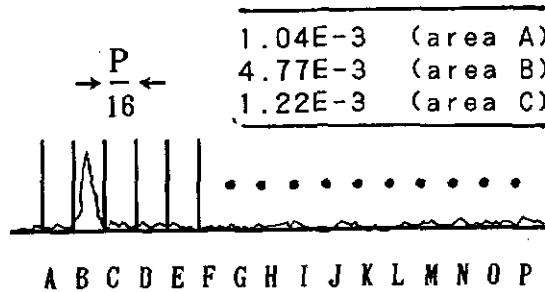 1.04E-3 (area A)
4.77E-3 (area B)
1.22E-3 (area C)
P
16
A B C D E F G H I J K L M N O P